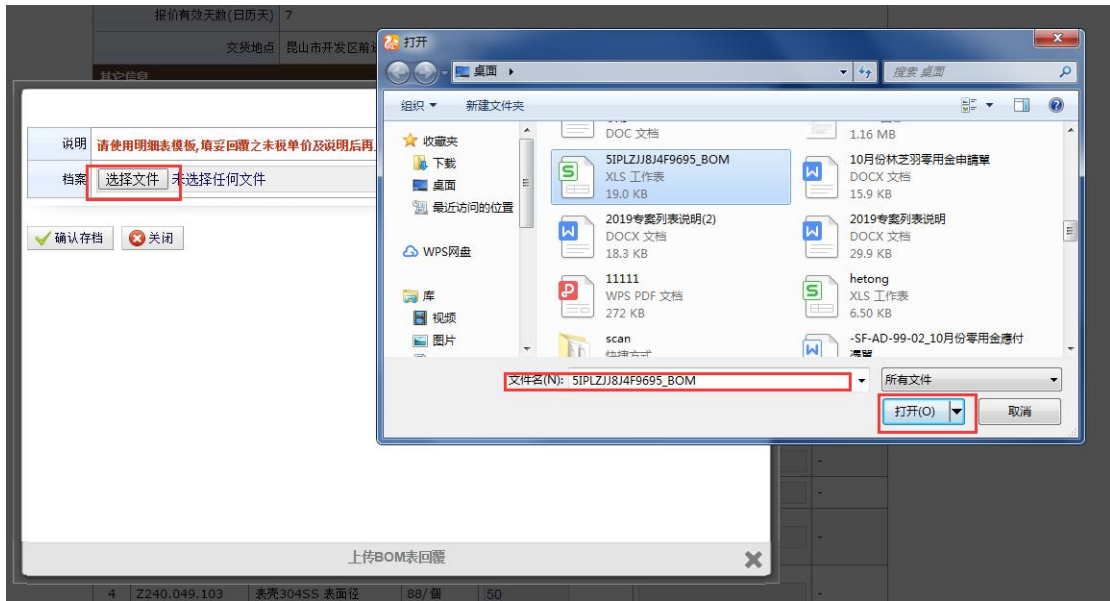 报价有效天数(日历天) 7
交货地点 昆山市开发区前
其它信息
说明 请使用明细表模板,填妥回覆之未税单价及说明后再
档案 选择文件 未选择任何文件
确认存档 关闭
打开
桌面
搜索 桌面
组织 新建文件夹
收藏夹
下载
桌面
最近访问的位置
WPS网盘
库
视频
图片
DOC 文档
1.16 MB
5IPLZJJ8J4F9695_BOM
XLS 工作表
19.0 KB
10月份林芝羽零用金申請單
DOCX 文档
15.9 KB
2019专案列表说明(2)
DOCX 文档
18.3 KB
2019专案列表说明
DOCX 文档
29.9 KB
11111
WPS PDF 文档
272 KB
hetong
XLS 工作表
6.50 KB
scan
快捷方式
-SF-AD-99-02_10月份零用金應付
憑單
文件名(N): 5IPLZJJ8J4F9695_BOM
所有文件
打开(O) 取消
-
-
-
上传BOM表回覆
4 Z240.049.103 表壳304SS 表面径 88/個 50 -